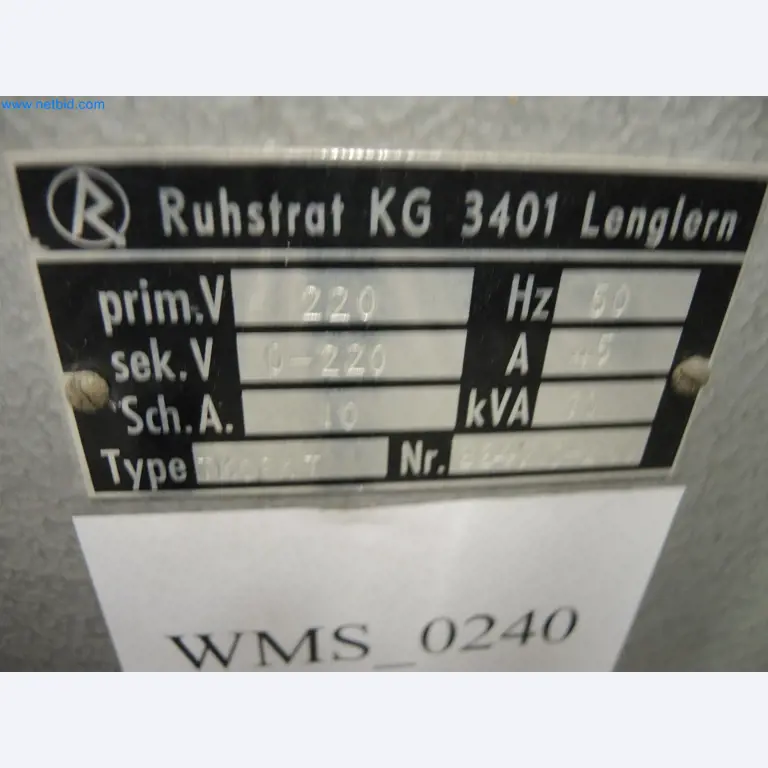 www.netbid.com
R Ruhstrat KG 3401 Lenglern
prim.V 220 Hz 50
sek.V 0-220 A 45
Sch.A. 10 kVA
Type Nr.
WMS_0240